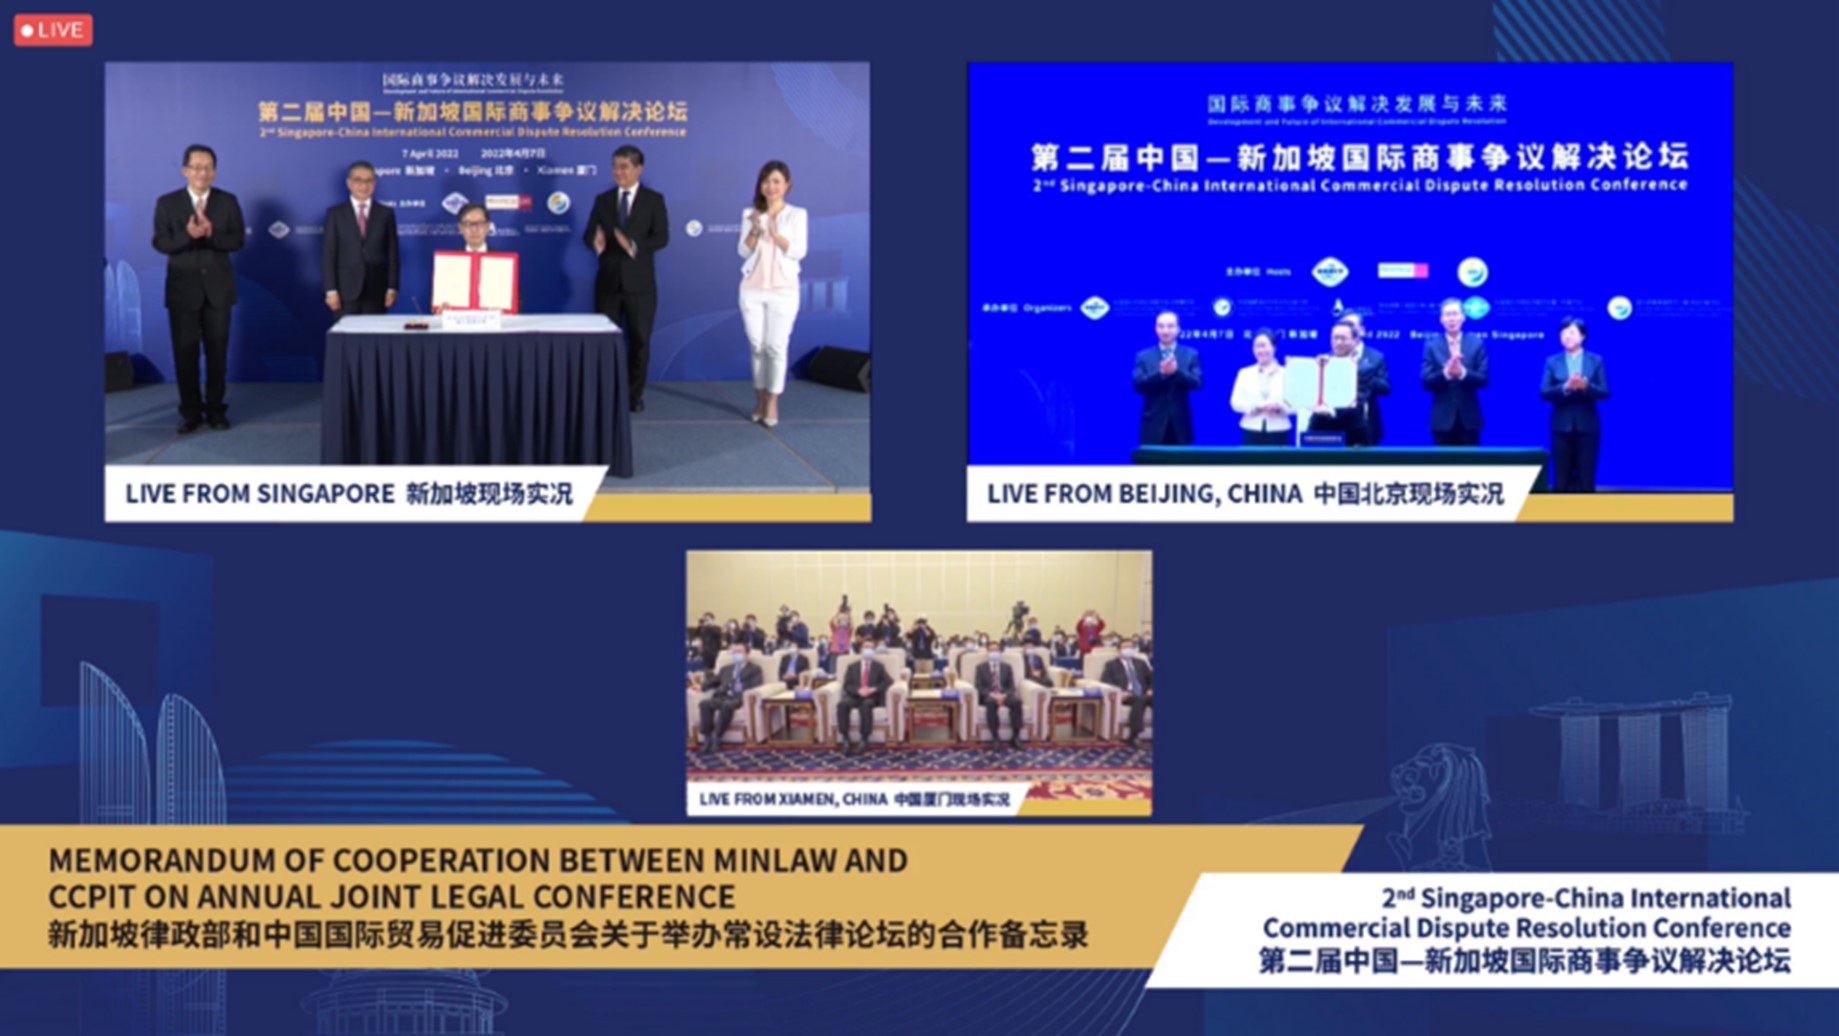 LIVE
国际商事争议解决发展与未来
Development and Future of International Commercial Dispute Resolution
第二届中国—新加坡国际商事争议解决论坛
2nd Singapore-China International Commercial Dispute Resolution Conference
7 April 2022 2022年4月7日
apore 新加坡 · Beijing 北京 · Xiamen 厦门
LIVE FROM SINGAPORE 新加坡现场实况
国际商事争议解决发展与未来
Development and Future of International Commercial Dispute Resolution
第二届中国—新加坡国际商事争议解决论坛
2nd Singapore-China International Commercial Dispute Resolution Conference
主办单位 Hosts
承办单位 Organizers
22年4月7日 新加坡 2022 Singapore
LIVE FROM BEIJING, CHINA 中国北京现场实况
LIVE FROM XIAMEN, CHINA 中国厦门现场实况
MEMORANDUM OF COOPERATION BETWEEN MINLAW AND
CCPIT ON ANNUAL JOINT LEGAL CONFERENCE
新加坡律政部和中国国际贸易促进委员会关于举办常设法律论坛的合作备忘录
2nd Singapore-China International
Commercial Dispute Resolution Conference
第二届中国—新加坡国际商事争议解决论坛